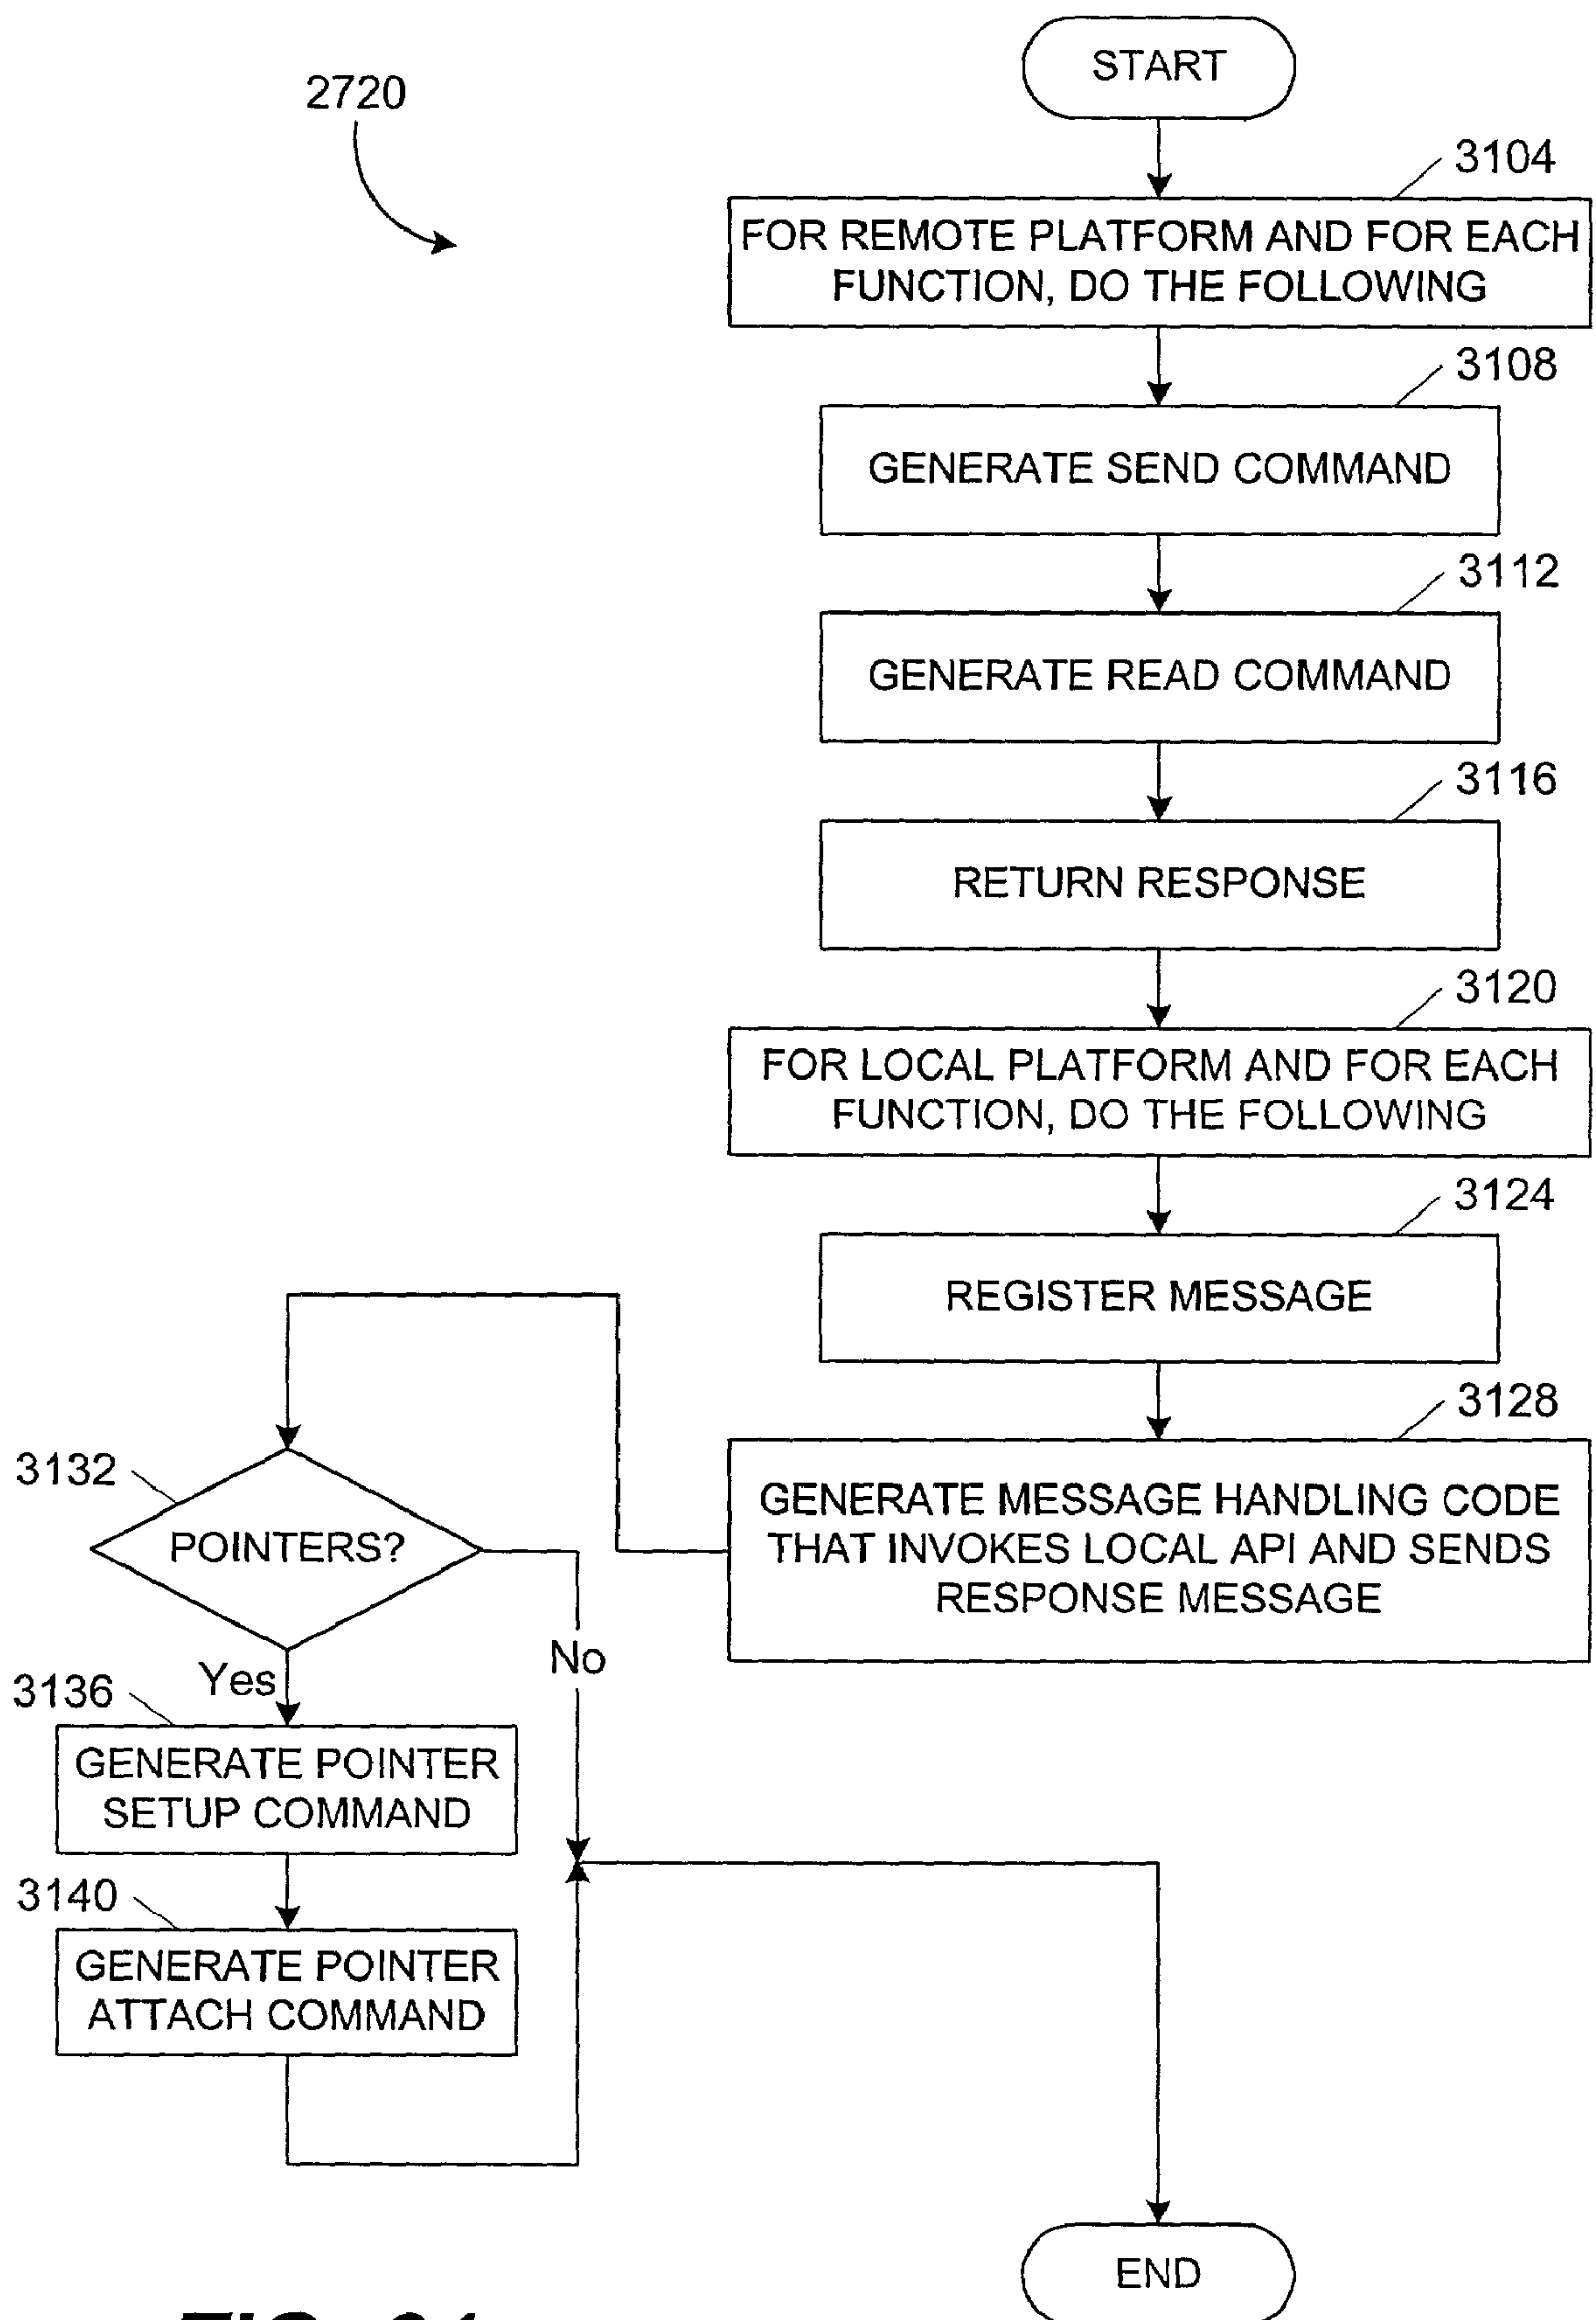 START
2720
3104
FOR REMOTE PLATFORM AND FOR EACH
FUNCTION, DO THE FOLLOWING
3108
GENERATE SEND COMMAND
3112
GENERATE READ COMMAND
3116
RETURN RESPONSE
3120
FOR LOCAL PLATFORM AND FOR EACH
FUNCTION, DO THE FOLLOWING
3124
REGISTER MESSAGE
3128
GENERATE MESSAGE HANDLING CODE
THAT INVOKES LOCAL API AND SENDS
RESPONSE MESSAGE
3132
POINTERS?
No
Yes
3136
GENERATE POINTER
SETUP COMMAND
3140
GENERATE POINTER
ATTACH COMMAND
END